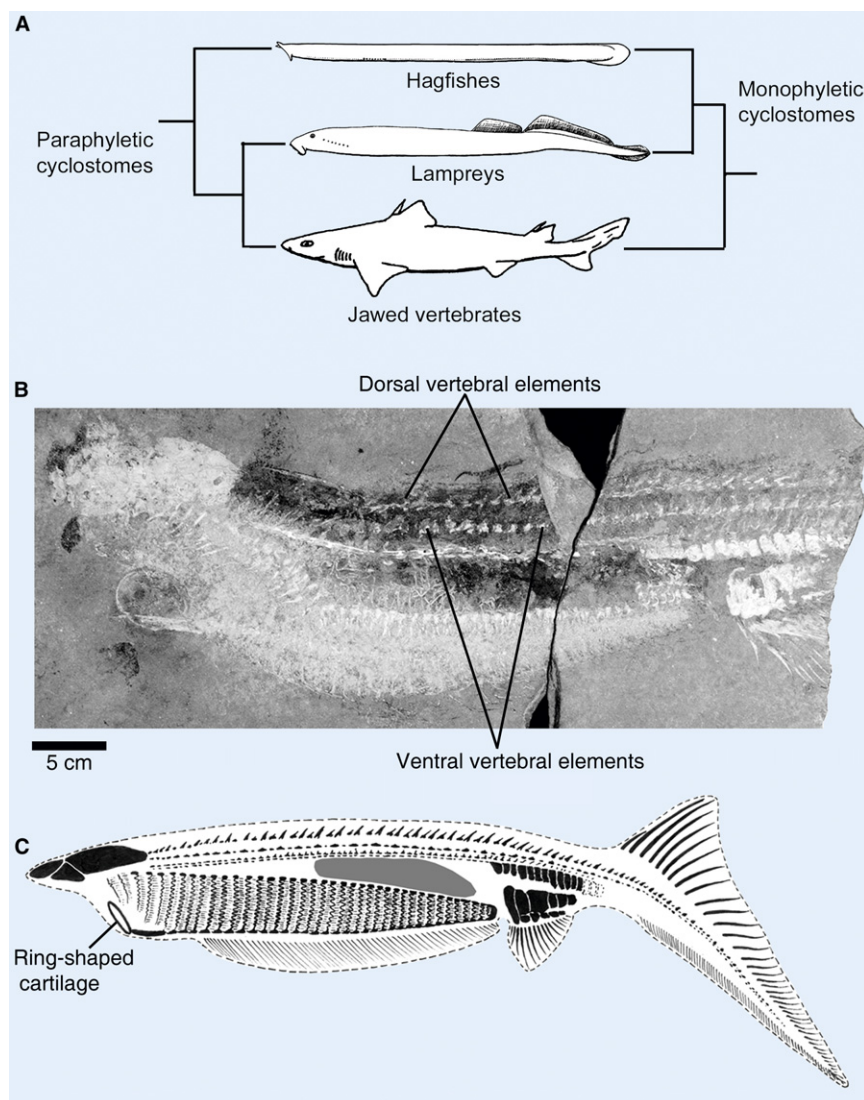 A
Hagfishes
Paraphyletic
cyclostomes
Monophyletic
cyclostomes
Lampreys
Jawed vertebrates
B
Dorsal vertebral elements
5 cm
Ventral vertebral elements
C
Ring-shaped
cartilage